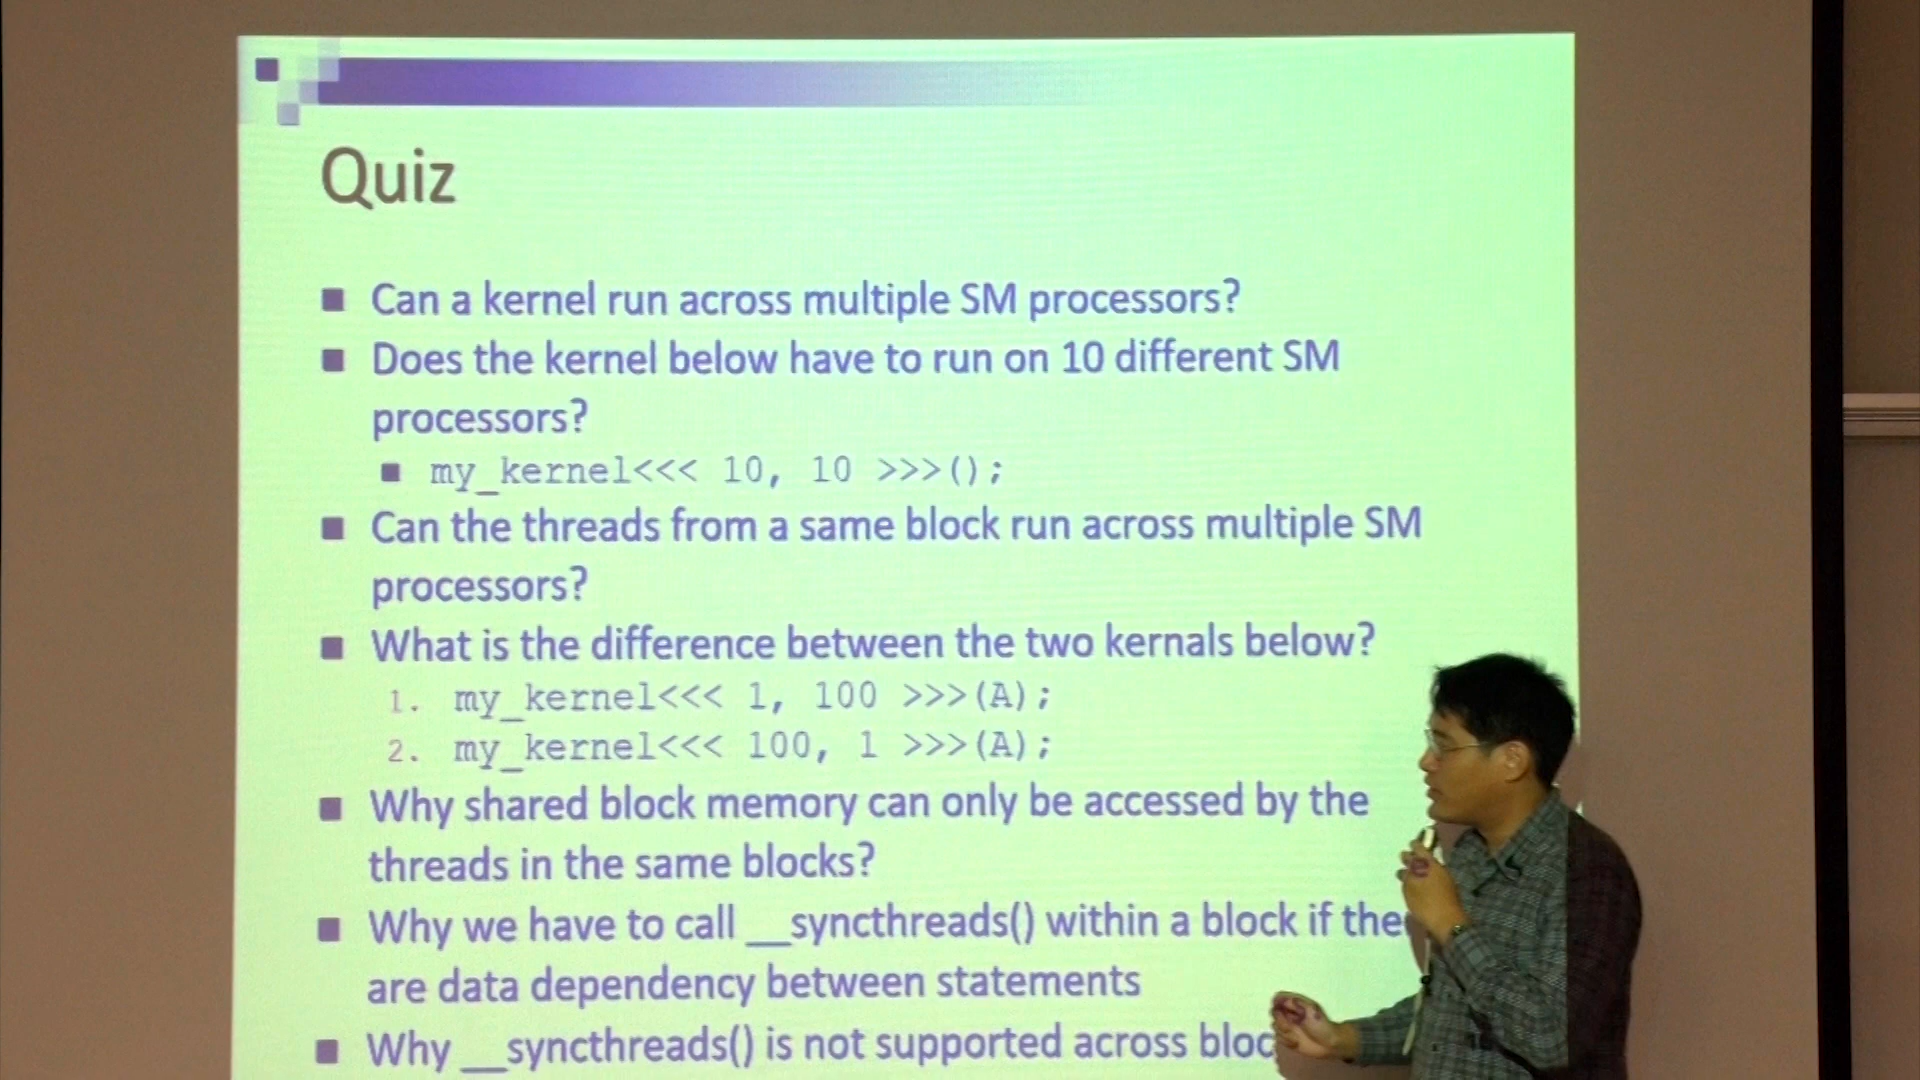 Quiz
Can a kernel run across multiple SM processors?
Does the kernel below have to run on 10 different SM
processors?
my_kernel<<< 10, 10 >>>();
Can the threads from a same block run across multiple SM
processors?
What is the difference between the two kernals below?
1. my_kernel<<< 1, 100 >>>(A);
2. my_kernel<<< 100, 1 >>>(A);
Why shared block memory can only be accessed by the
threads in the same blocks?
Why we have to call __syncthreads() within a block if the
are data dependency between statements
Why __syncthreads() is not supported across bloc